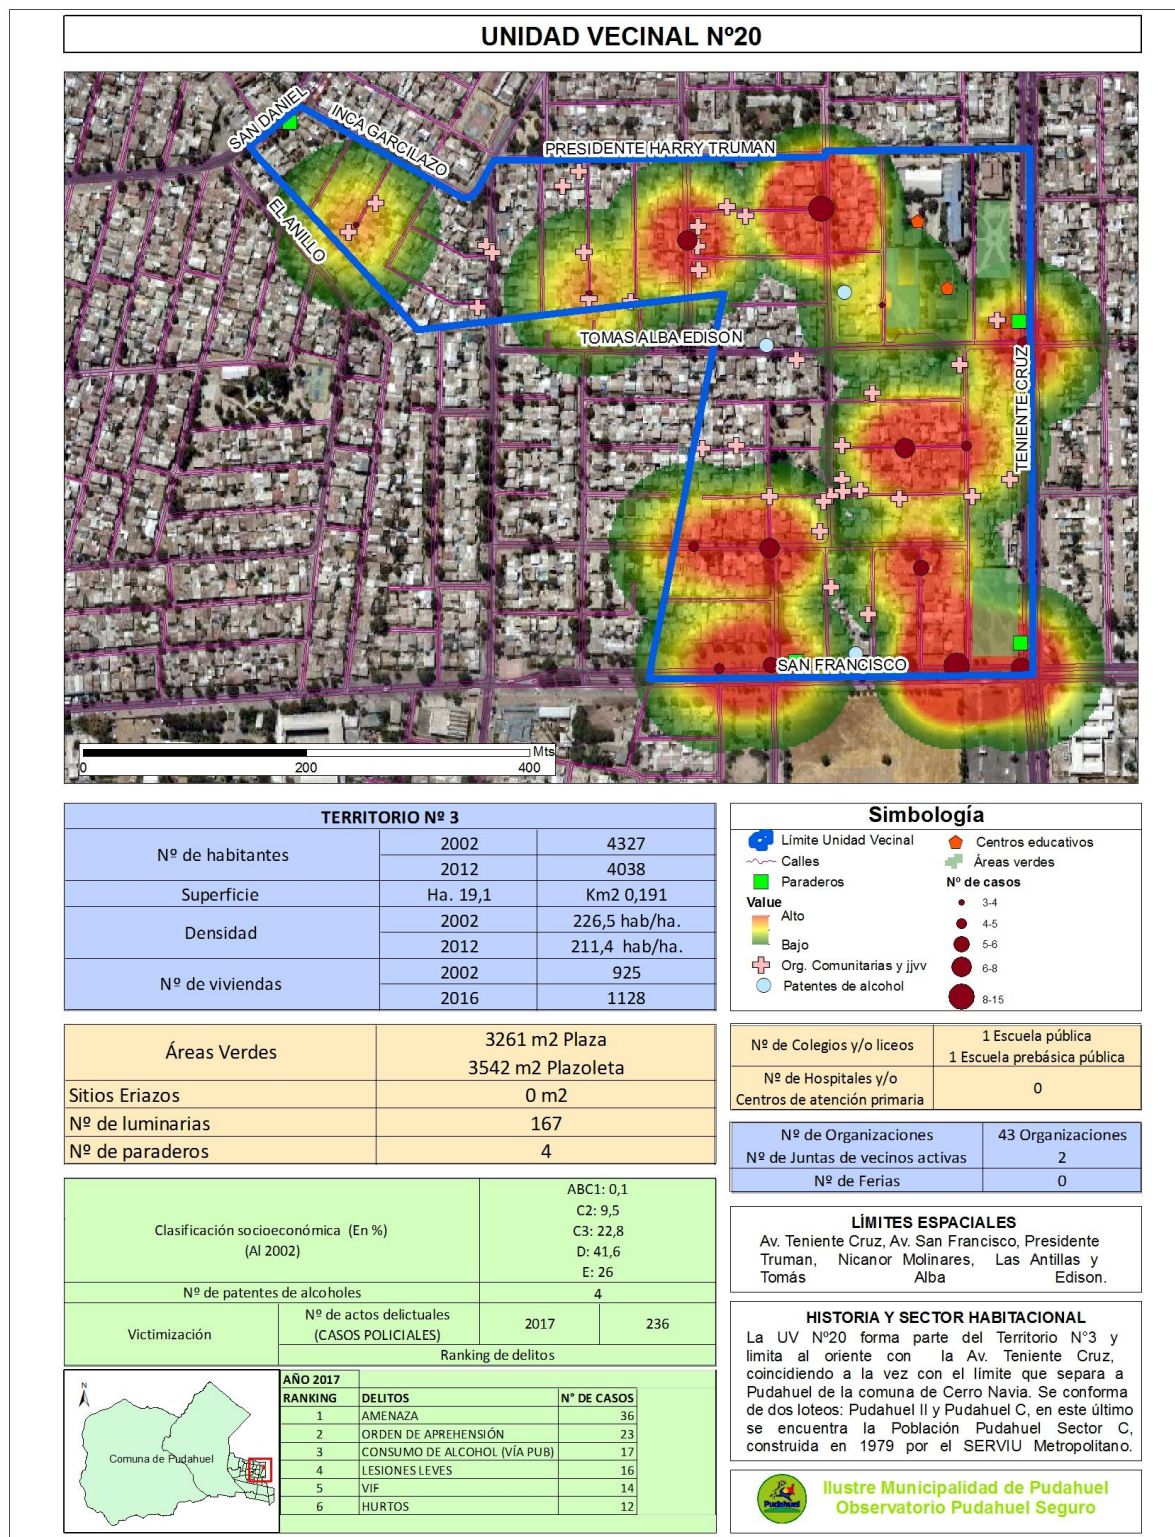 UNIDAD VECINAL Nº20
SAN DANIEL
INCA GARCILAZO
PRESIDENTE HARRY TRUMAN
EL ANILLO
TOMAS ALBA EDISON
TENIENTE CRUZ
SAN FRANCISCO
Mts
0 200 400
TERRITORIO Nº 3
Nº de habitantes
2002 4327
2012 4038
Superficie Ha. 19,1 Km2 0,191
Densidad
2002 226,5 hab/ha.
2012 211,4 hab/ha.
Nº de viviendas
2002 925
2016 1128
Simbología
Límite Unidad Vecinal
Calles
Paraderos
Value
Alto
Bajo
Org. Comunitarias y jjvv
Patentes de alcohol
Centros educativos
Áreas verdes
Nº de casos
3-4
4-5
5-6
6-8
8-15
Áreas Verdes
3261 m2 Plaza
3542 m2 Plazoleta
Sitios Eriazos 0 m2
Nº de luminarias 167
Nº de paraderos 4
Nº de Colegios y/o liceos
1 Escuela pública
1 Escuela prebásica pública
Nº de Hospitales y/o
Centros de atención primaria
0
Nº de Organizaciones 43 Organizaciones
Nº de Juntas de vecinos activas 2
Nº de Ferias 0
Clasificación socioeconómica (En %)
(Al 2002)
ABC1: 0,1
C2: 9,5
C3: 22,8
D: 41,6
E: 26
Nº de patentes de alcoholes 4
Victimización
Nº de actos delictuales
(CASOS POLICIALES)
2017 236
Ranking de delitos
LÍMITES ESPACIALES
Av. Teniente Cruz, Av. San Francisco, Presidente
Truman, Nicanor Molinares, Las Antillas y
Tomás Alba Edison.
HISTORIA Y SECTOR HABITACIONAL
La UV Nº20 forma parte del Territorio N°3 y
limita al oriente con la Av. Teniente Cruz,
coincidiendo a la vez con el límite que separa a
Pudahuel de la comuna de Cerro Navia. Se conforma
de dos loteos: Pudahuel II y Pudahuel C, en este último
se encuentra la Población Pudahuel Sector C,
construida en 1979 por el SERVIU Metropolitano.
N
Comuna de Pudahuel
AÑO 2017
RANKING DELITOS N° DE CASOS
1 AMENAZA 36
2 ORDEN DE APREHENSIÓN 23
3 CONSUMO DE ALCOHOL (VÍA PUB) 17
4 LESIONES LEVES 16
5 VIF 14
6 HURTOS 12
Pudahuel
Ilustre Municipalidad de Pudahuel
Observatorio Pudahuel Seguro